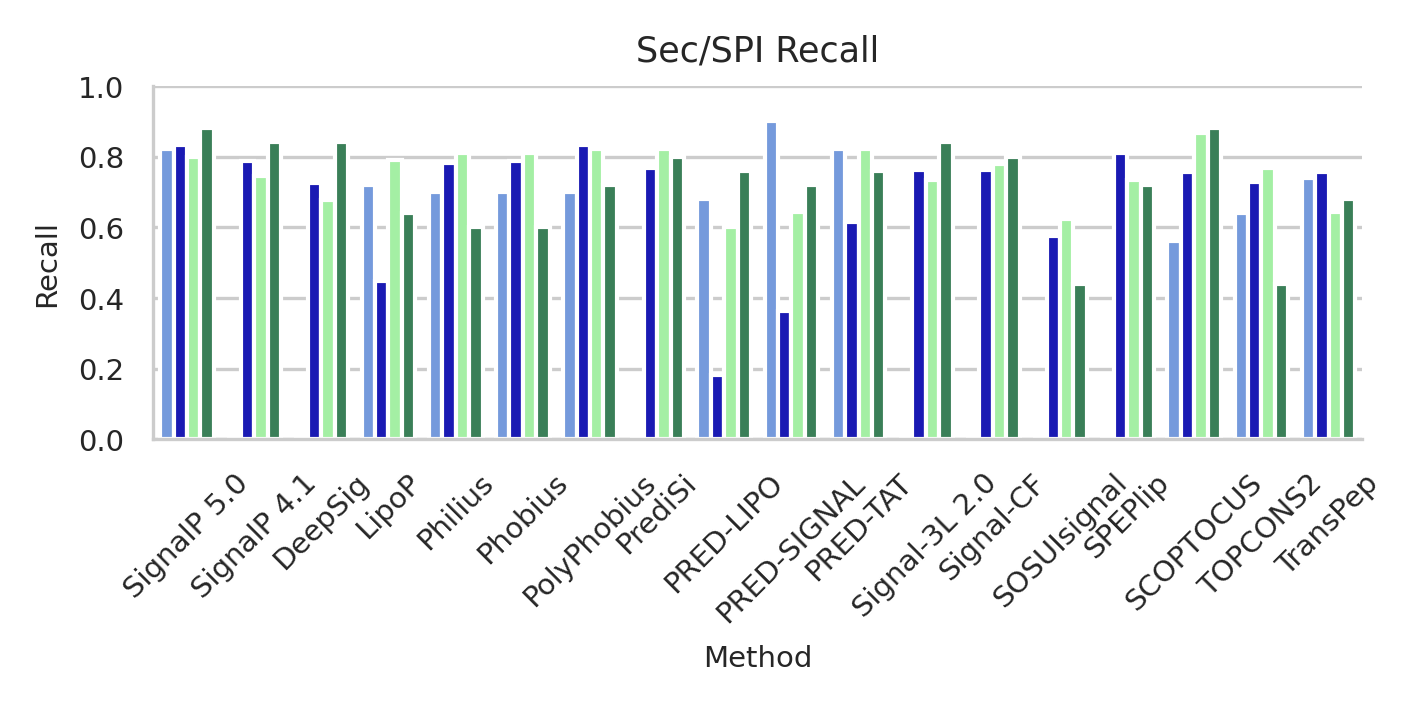 Sec/SPI Recall
1.0
0.8
0.6
0.4
0.2
0.0
Recall
SignalP 5.0
SignalP 4.1
DeepSig
LipoP
Philius
Phobius
PolyPhobius
PrediSi
PRED-LIPO
PRED-SIGNAL
PRED-TAT
Signal-3L 2.0
Signal-CF
SOSUIsignal
SPEPlip
SCOPTOCUS
TOPCONS2
TransPep
Method